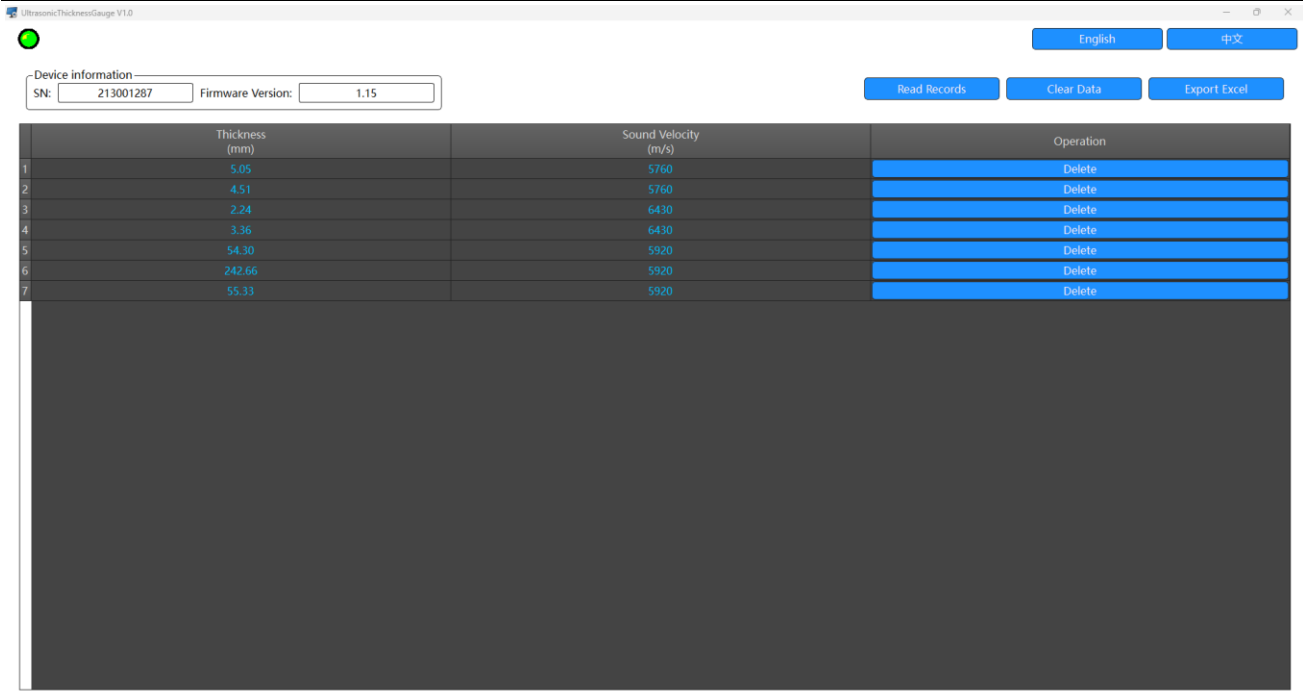 UltrasonicThicknessGauge V1.0
English 中文
Device information
SN: 213001287 Firmware Version: 1.15
Read Records Clear Data Export Excel
Thickness Sound Velocity
(mm) (m/s) Operation
1 5.05 5760 Delete
2 4.51 5760 Delete
3 2.24 6430 Delete
4 3.36 6430 Delete
5 54.30 5920 Delete
6 242.66 5920 Delete
7 55.33 5920 Delete